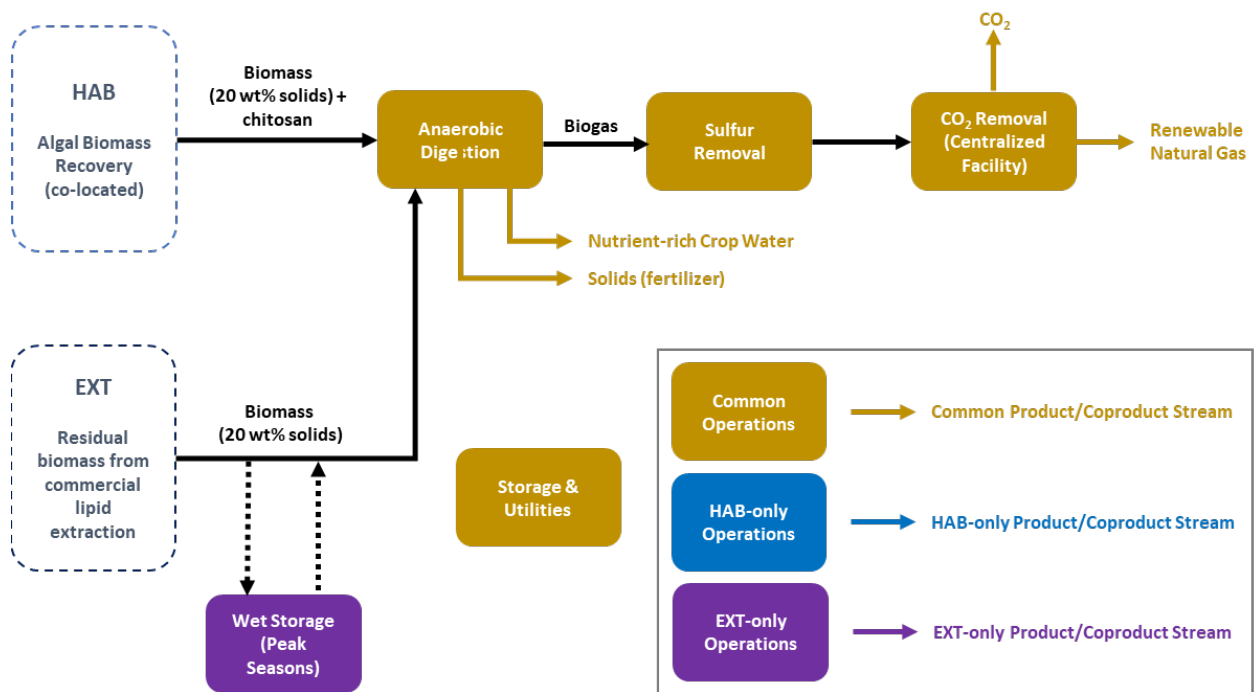 HAB
Algal Biomass
Recovery
(co-located)
Biomass
(20 wt% solids) +
chitosan
Anaerobic
Digestion
Biogas
Sulfur
Removal
CO₂
CO₂ Removal
(Centralized
Facility)
Renewable
Natural Gas
Nutrient-rich Crop Water
Solids (fertilizer)
EXT
Residual
biomass from
commercial
lipid
extraction
Biomass
(20 wt% solids)
Wet Storage
(Peak
Seasons)
Storage &
Utilities
Common
Operations
Common Product/Coproduct Stream
HAB-only
Operations
HAB-only Product/Coproduct Stream
EXT-only
Operations
EXT-only Product/Coproduct Stream